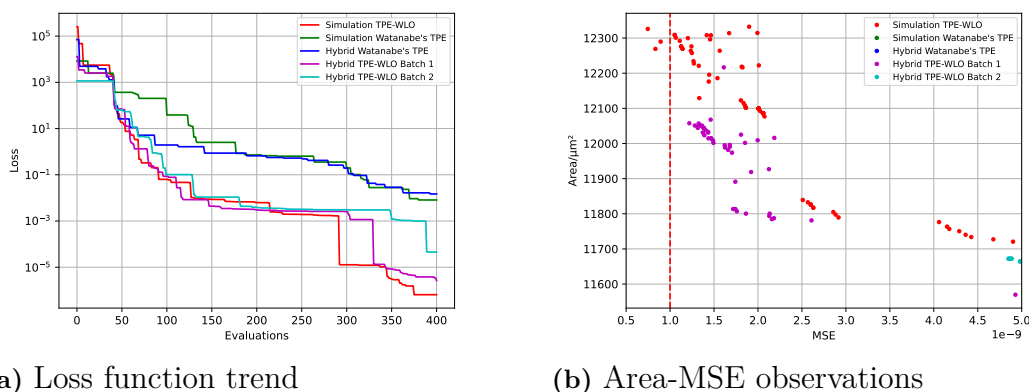 Simulation TPE-WLO
Simulation Watanabe's TPE
Hybrid Watanabe's TPE
Hybrid TPE-WLO Batch 1
Hybrid TPE-WLO Batch 2
10^5
10^3
10^1
10^-1
10^-3
10^-5
Loss
0 50 100 150 200 250 300 350 400
Evaluations
Simulation TPE-WLO
Simulation Watanabe's TPE
Hybrid Watanabe's TPE
Hybrid TPE-WLO Batch 1
Hybrid TPE-WLO Batch 2
12300
12200
12100
12000
11900
11800
11700
11600
Area/μm²
0.5 1.0 1.5 2.0 2.5 3.0 3.5 4.0 4.5 5.0
MSE
1e−9
a) Loss function trend
(b) Area-MSE observations